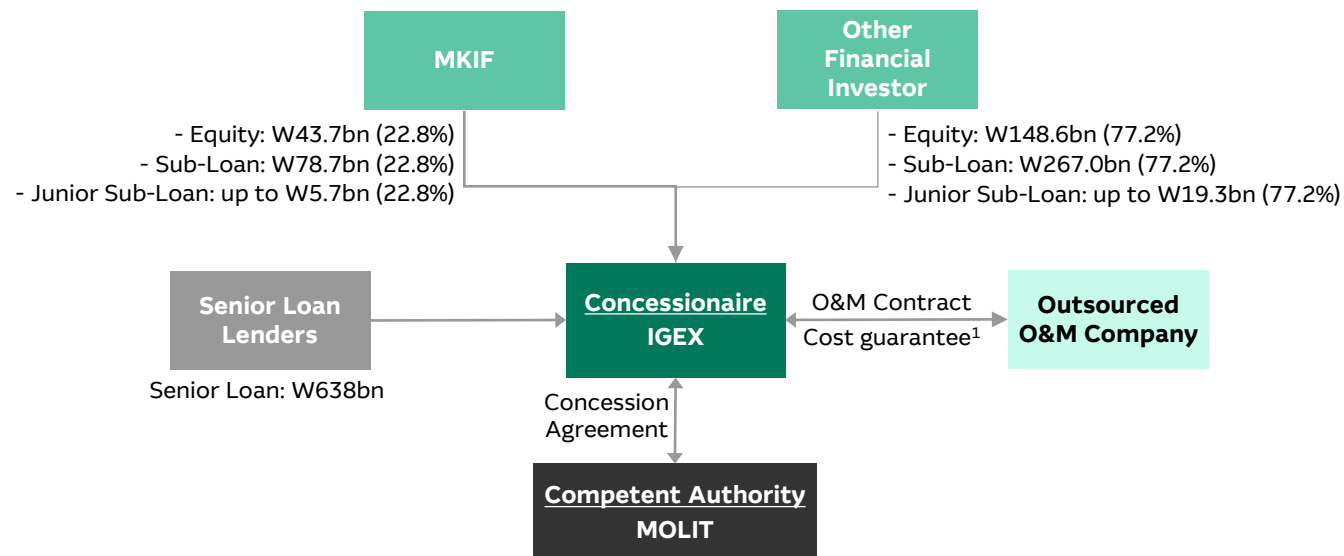 MKIF
Other
Financial
Investor
- Equity: W43.7bn (22.8%)
- Sub-Loan: W78.7bn (22.8%)
- Junior Sub-Loan: up to W5.7bn (22.8%)
- Equity: W148.6bn (77.2%)
- Sub-Loan: W267.0bn (77.2%)
- Junior Sub-Loan: up to W19.3bn (77.2%)
Senior Loan
Lenders
Senior Loan: W638bn
Concessionaire
IGEX
O&M Contract
Cost guarantee¹
Outsourced
O&M Company
Concession
Agreement
Competent Authority
MOLIT